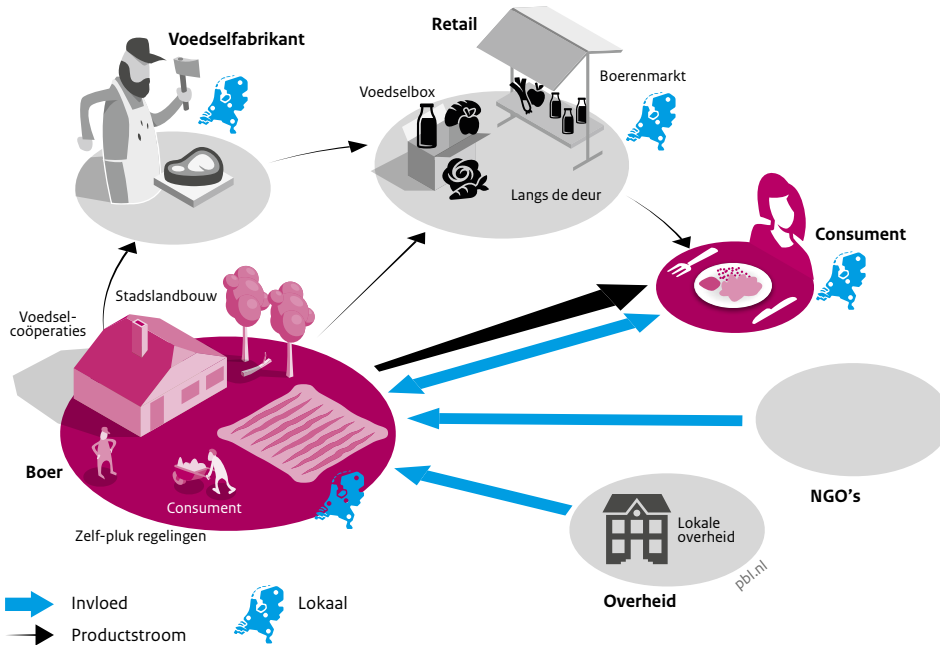 Voedselfabrikant
Retail
Voedselbox
Boerenmarkt
Langs de deur
Consument
Stadslandbouw
Voedsel-
coöperaties
Boer
Consument
Zelf-pluk regelingen
NGO's
Lokale
overheid
pbl.nl
Overheid
Invloed
Lokaal
Productstroom